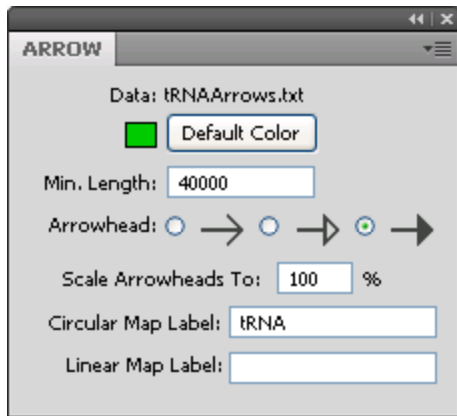 ARROW
Data: tRNAArrows.txt
Default Color
Min. Length: 40000
Arrowhead:
Scale Arrowheads To: 100 %
Circular Map Label: tRNA
Linear Map Label: